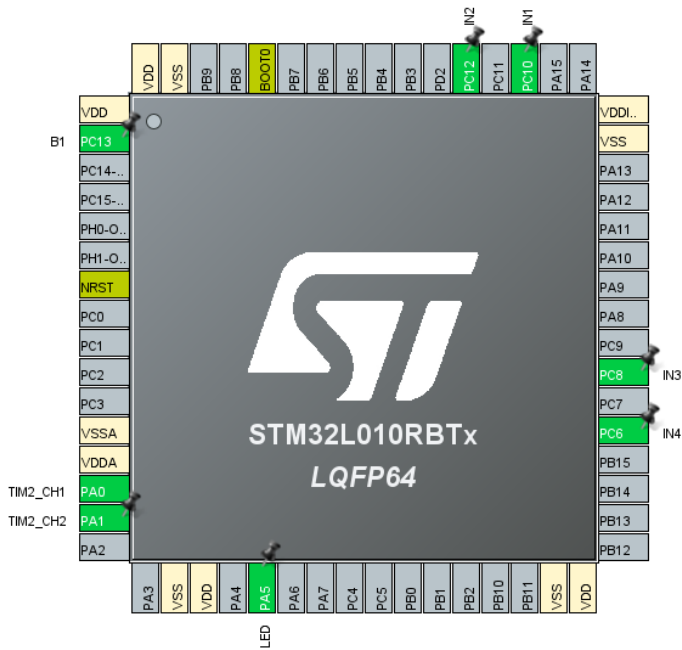 IN2
IN1
VDD
VSS
PB9
PB8
BOOT0
PB7
PB6
PB5
PB4
PB3
PD2
PC12
PC11
PC10
PA15
PA14
VDD
B1 PC13
PC14-..
PC15-..
PH0-O..
PH1-O..
NRST
PC0
PC1
PC2
PC3
VSSA
VDDA
TIM2_CH1 PA0
TIM2_CH2 PA1
PA2
ST
STM32L010RBTx
LQFP64
VDDI..
VSS
PA13
PA12
PA11
PA10
PA9
PA8
PC9
PC8 IN3
PC7
PC6 IN4
PB15
PB14
PB13
PB12
PA3
VSS
VDD
PA4
PA5
PA6
PA7
PC4
PC5
PB0
PB1
PB2
PB10
PB11
VSS
VDD
LED